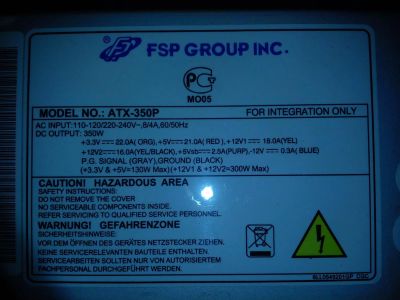 FSP GROUP INC.
PG
MO05
MODEL NO.: ATX-350P FOR INTEGRATION ONLY
AC INPUT:110-120/220-240V~,8/4A,60/50Hz
DC OUTPUT: 350W
+3.3V⎓22.0A( ORG), +5V⎓21.0A( RED ), +12V1⎓16.0A(YEL)
+12V2⎓16.0A(YEL/BLACK), +5Vsb⎓2.5A(PURP), -12V⎓0.3A( BLUE)
P.G. SIGNAL (GRAY),GROUND (BLACK)
(+3.3V & +5V=130W Max)(+12V1 & +12V2=300W Max)
CAUTION! HAZARDOUS AREA
SAFETY INSTRUCTIONS:
DO NOT REMOVE THE COVER
NO SERVICEABLE COMPONENTS INSIDE.
REFER SERVICING TO QUALIFIED SERVICE PERSONNEL.
WARNUNG! GEFAHRENZONE
SICHERHEITSHINWEISE:
VOR DEM ÖFFNEN DES GERÄTES NETZSTECKER ZIEHEN.
KEINE SERVICERELEVANTEN BAUTEILE ENTHALTEN.
SERVICEARBEITEN NUR VON AUTORISIERTEM
FACHPERSONAL DURCHGEFÜHRT WERDEN.